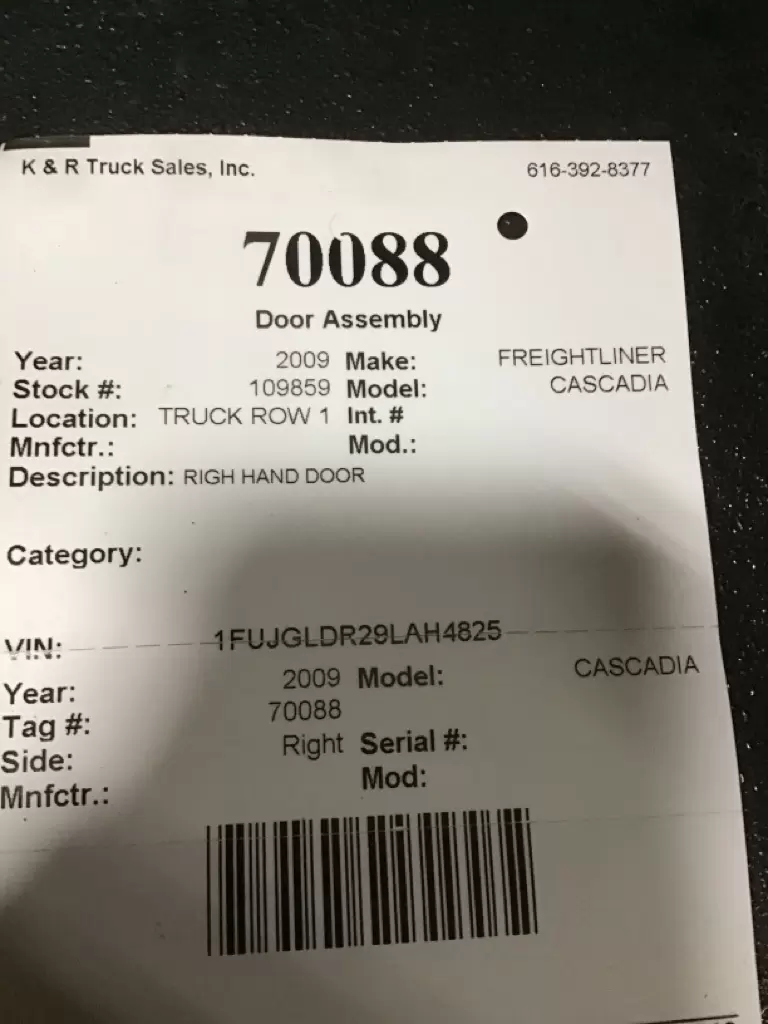 K & R Truck Sales, Inc. 616-392-8377
70088
Door Assembly
Year: 2009 Make: FREIGHTLINER
Stock #: 109859 Model: CASCADIA
Location: TRUCK ROW 1 Int. #
Mnfctr.: Mod.:
Description: RIGH HAND DOOR
Category:
VIN: 1FUJGLDR29LAH4825
Year: 2009 Model: CASCADIA
Tag #: 70088
Side: Right Serial #:
Mnfctr.: Mod: